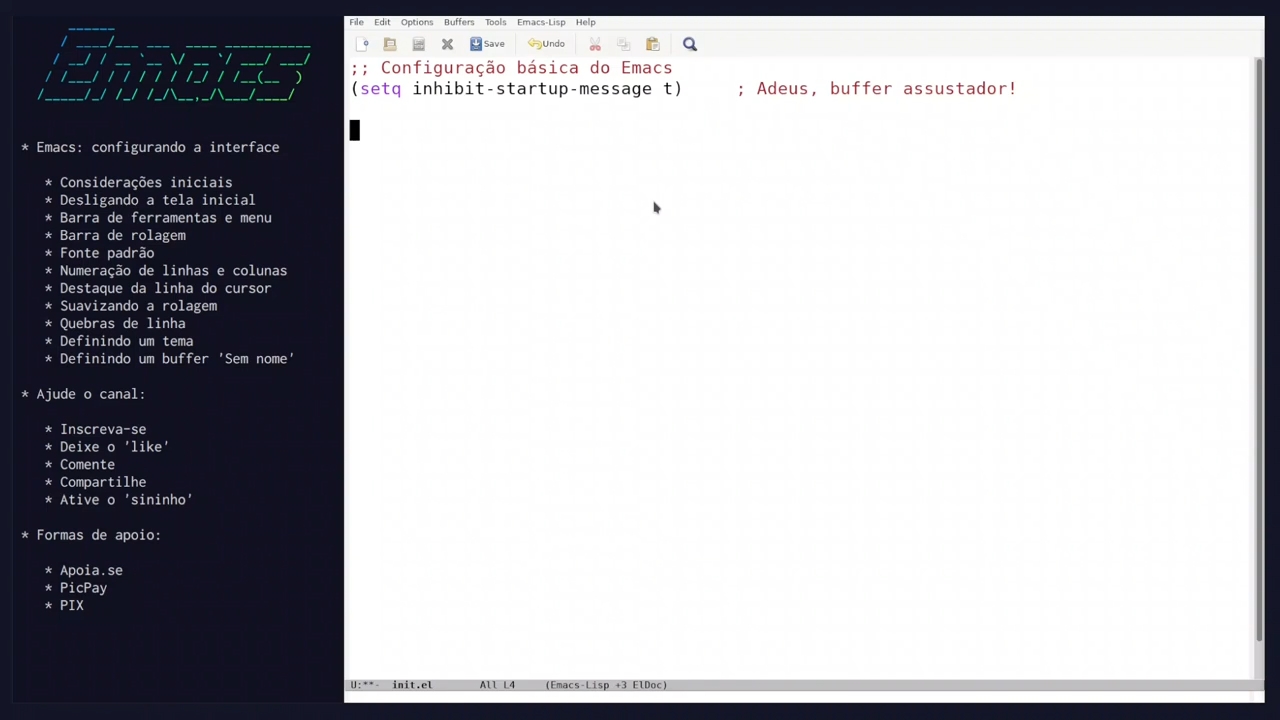 Emacs
* Emacs: configurando a interface
* Considerações iniciais
* Desligando a tela inicial
* Barra de ferramentas e menu
* Barra de rolagem
* Fonte padrão
* Numeração de linhas e colunas
* Destaque da linha do cursor
* Suavizando a rolagem
* Quebras de linha
* Definindo um tema
* Definindo um buffer 'Sem nome'
* Ajude o canal:
* Inscreva-se
* Deixe o 'like'
* Comente
* Compartilhe
* Ative o 'sininho'
* Formas de apoio:
* Apoia.se
* PicPay
* PIX
File Edit Options Buffers Tools Emacs-Lisp Help
Save Undo
;; Configuração básica do Emacs
(setq inhibit-startup-message t) ; Adeus, buffer assustador!
U:**- init.el All L4 (Emacs-Lisp +3 ElDoc)